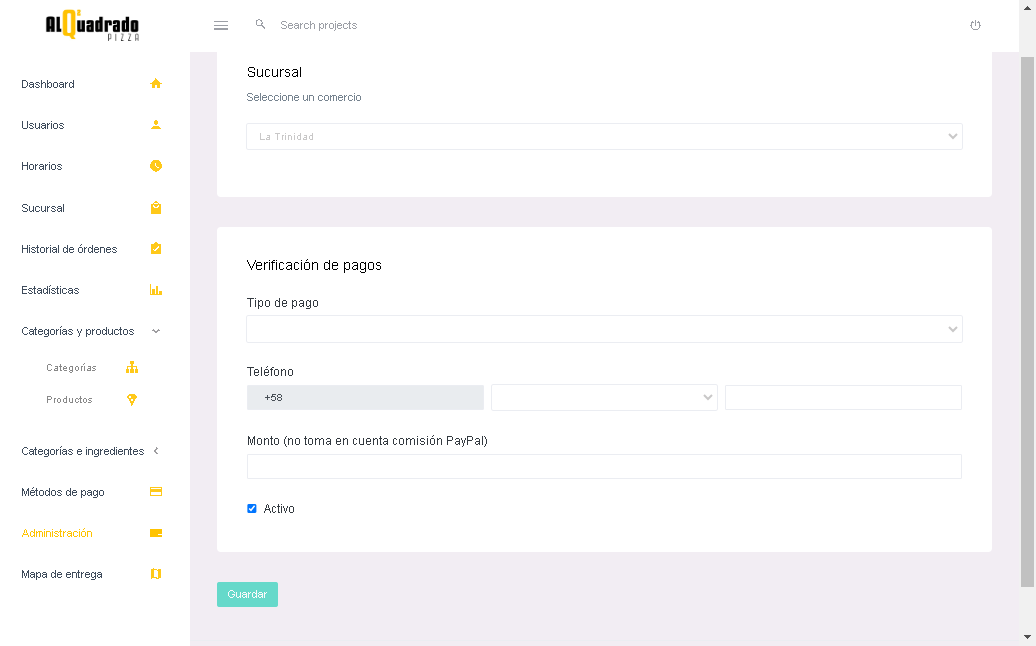 AlQuadrado
PIZZA
Search projects
Dashboard
Usuarios
Horarios
Sucursal
Historial de órdenes
Estadísticas
Categorías y productos
Categorías
Productos
Categorías e ingredientes
Métodos de pago
Administración
Mapa de entrega
Sucursal
Seleccione un comercio
La Trinidad
Verificación de pagos
Tipo de pago
Teléfono
+58
Monto (no toma en cuenta comisión PayPal)
Activo
Guardar